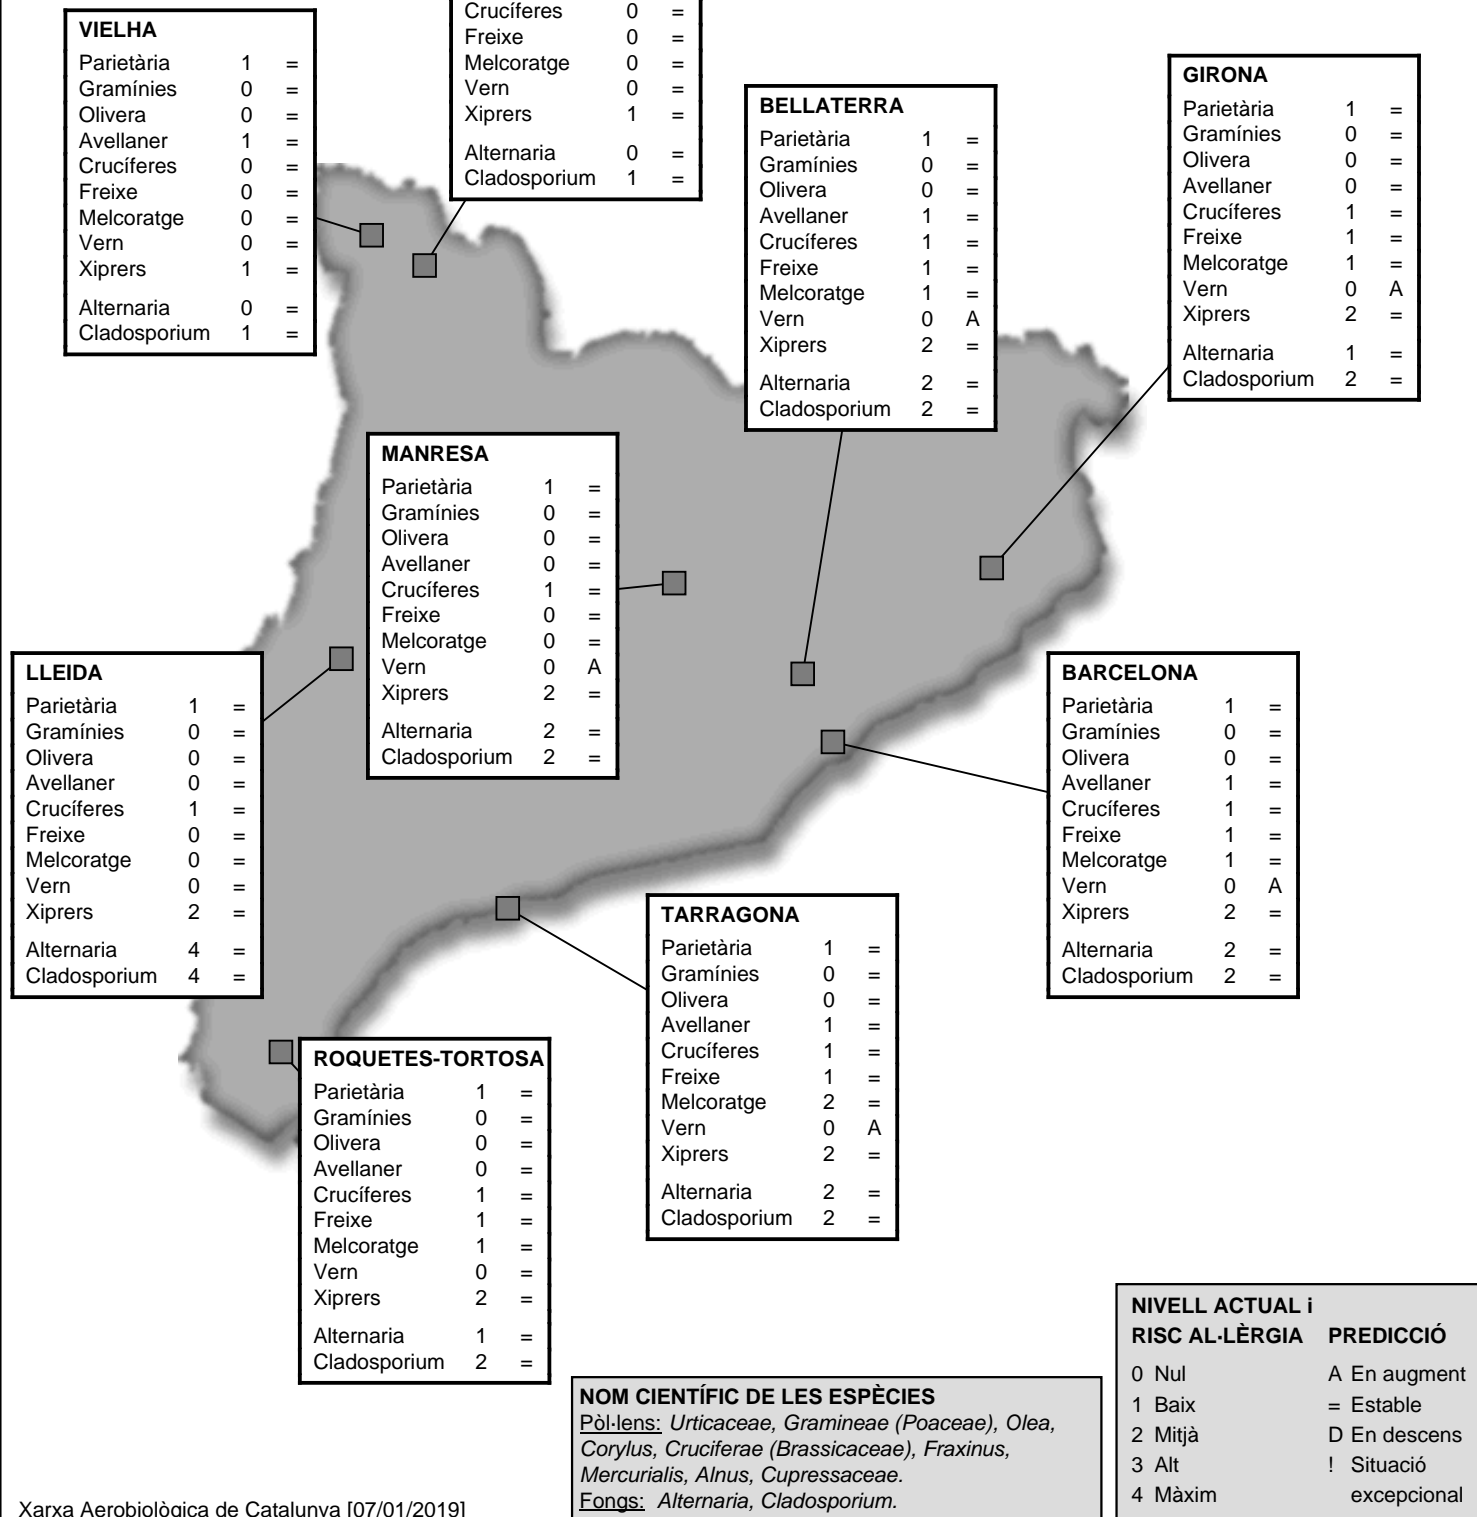 VIELHA
Parietària 1 =
Gramínies 0 =
Olivera 0 =
Avellaner 1 =
Crucíferes 0 =
Freixe 0 =
Melcoratge 0 =
Vern 0 =
Xiprers 1 =
Alternaria 0 =
Cladosporium 1 =
Crucíferes 0 =
Freixe 0 =
Melcoratge 0 =
Vern 0 =
Xiprers 1 =
Alternaria 0 =
Cladosporium 1 =
BELLATERRA
Parietària 1 =
Gramínies 0 =
Olivera 0 =
Avellaner 1 =
Crucíferes 1 =
Freixe 1 =
Melcoratge 1 =
Vern 0 A
Xiprers 2 =
Alternaria 2 =
Cladosporium 2 =
GIRONA
Parietària 1 =
Gramínies 0 =
Olivera 0 =
Avellaner 0 =
Crucíferes 1 =
Freixe 1 =
Melcoratge 1 =
Vern 0 A
Xiprers 2 =
Alternaria 1 =
Cladosporium 2 =
MANRESA
Parietària 1 =
Gramínies 0 =
Olivera 0 =
Avellaner 0 =
Crucíferes 1 =
Freixe 0 =
Melcoratge 0 =
Vern 0 A
Xiprers 2 =
Alternaria 2 =
Cladosporium 2 =
LLEIDA
Parietària 1 =
Gramínies 0 =
Olivera 0 =
Avellaner 0 =
Crucíferes 1 =
Freixe 0 =
Melcoratge 0 =
Vern 0 =
Xiprers 2 =
Alternaria 4 =
Cladosporium 4 =
BARCELONA
Parietària 1 =
Gramínies 0 =
Olivera 0 =
Avellaner 1 =
Crucíferes 1 =
Freixe 1 =
Melcoratge 1 =
Vern 0 A
Xiprers 2 =
Alternaria 2 =
Cladosporium 2 =
TARRAGONA
Parietària 1 =
Gramínies 0 =
Olivera 0 =
Avellaner 1 =
Crucíferes 1 =
Freixe 1 =
Melcoratge 2 =
Vern 0 A
Xiprers 2 =
Alternaria 2 =
Cladosporium 2 =
ROQUETES-TORTOSA
Parietària 1 =
Gramínies 0 =
Olivera 0 =
Avellaner 0 =
Crucíferes 1 =
Freixe 1 =
Melcoratge 1 =
Vern 0 =
Xiprers 2 =
Alternaria 1 =
Cladosporium 2 =
NOM CIENTÍFIC DE LES ESPÈCIES
Pòl·lens: Urticaceae, Gramineae (Poaceae), Olea,
Corylus, Cruciferae (Brassicaceae), Fraxinus,
Mercurialis, Alnus, Cupressaceae.
Fongs: Alternaria, Cladosporium.
NIVELL ACTUAL i
RISC AL·LÈRGIA PREDICCIÓ
0 Nul A En augment
1 Baix = Estable
2 Mitjà D En descens
3 Alt ! Situació
4 Màxim excepcional
Xarxa Aerobiològica de Catalunya [07/01/2019]